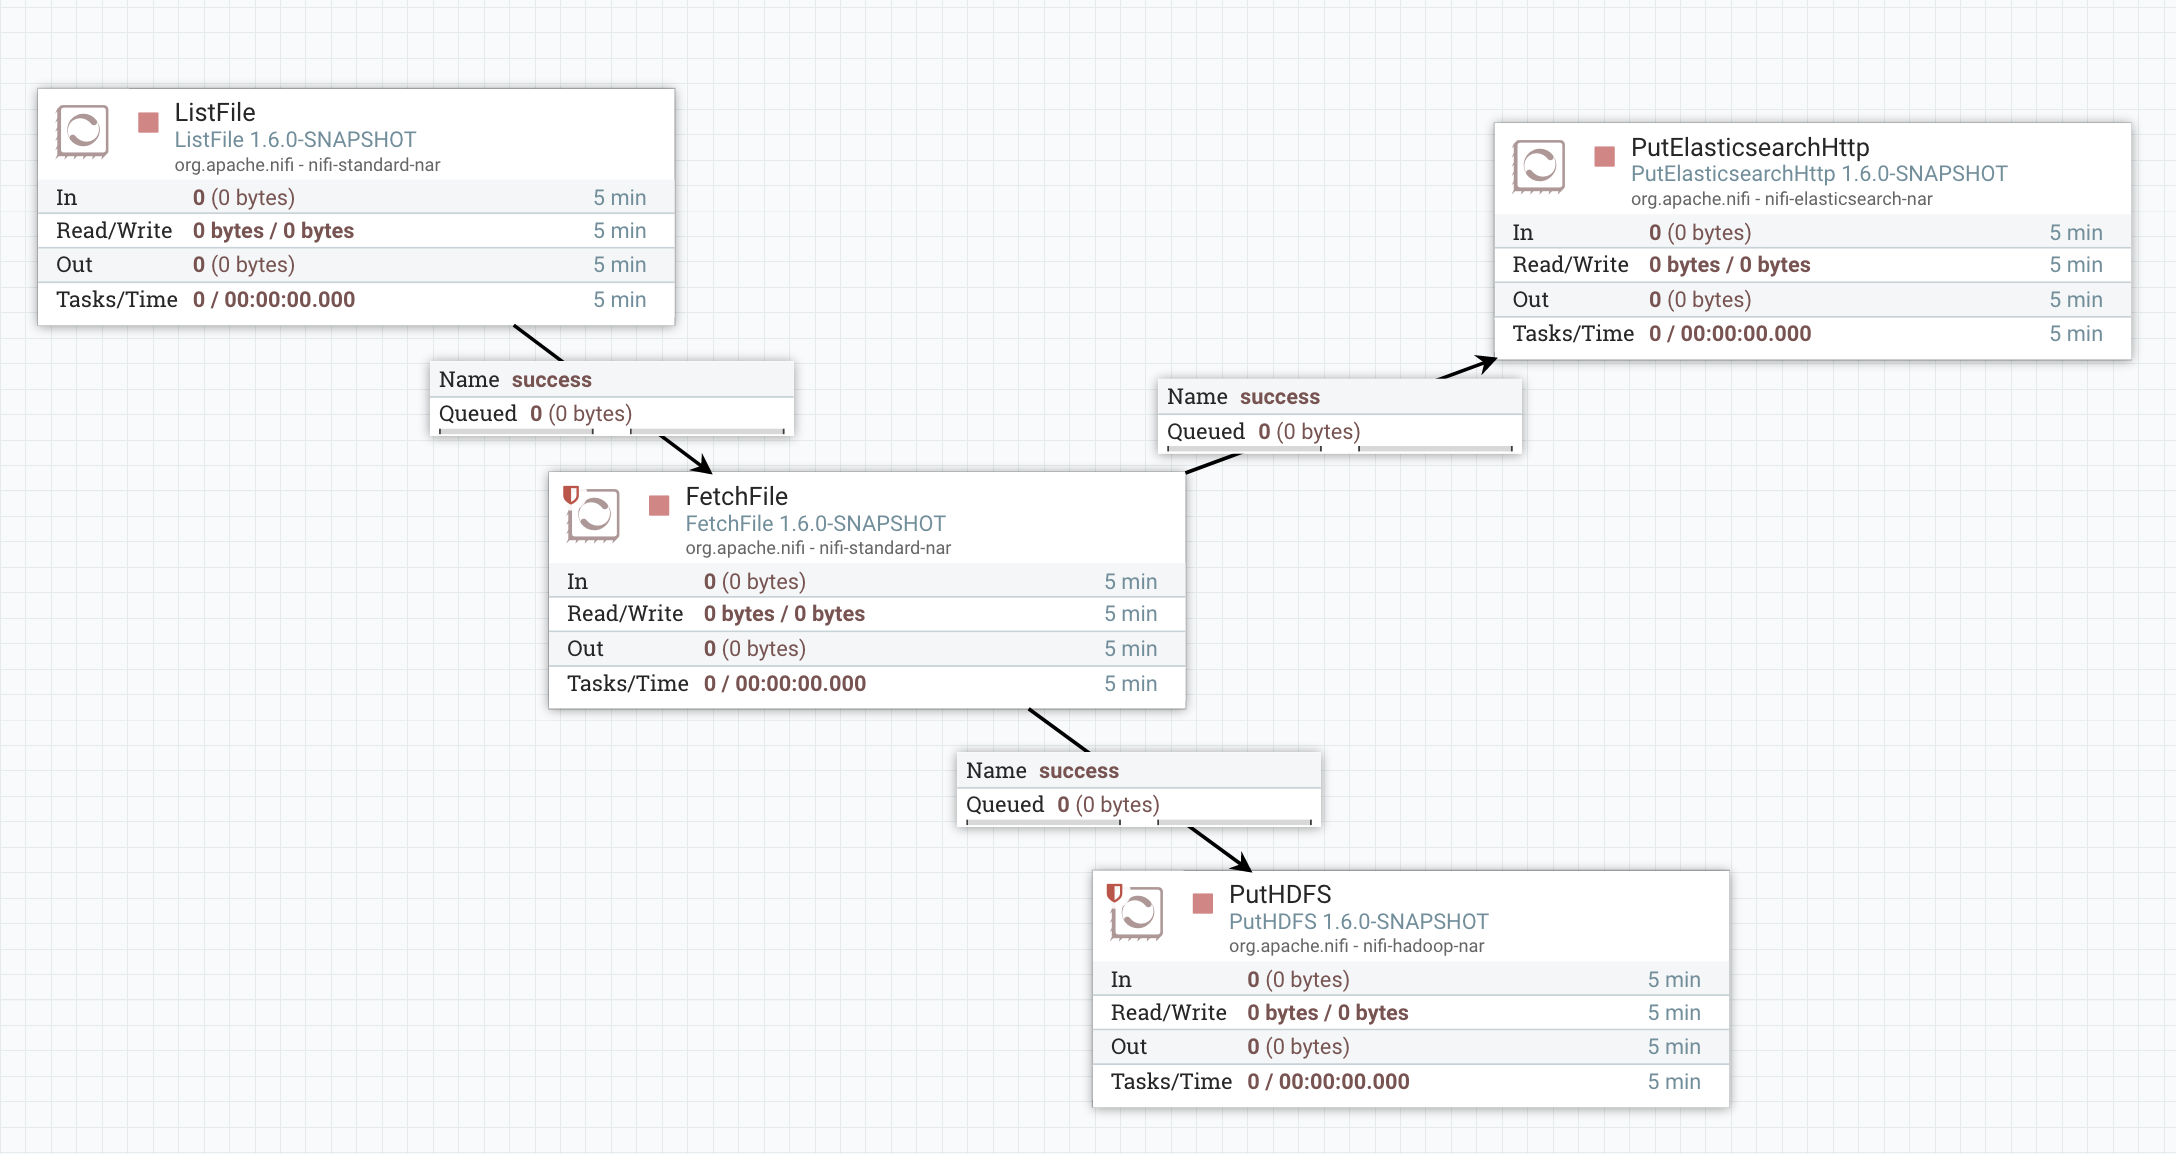 ListFile
ListFile 1.6.0-SNAPSHOT
org.apache.nifi - nifi-standard-nar
In 0 (0 bytes) 5 min
Read/Write 0 bytes / 0 bytes 5 min
Out 0 (0 bytes) 5 min
Tasks/Time 0 / 00:00:00.000 5 min
Name success
Queued 0 (0 bytes)
PutElasticsearchHttp
PutElasticsearchHttp 1.6.0-SNAPSHOT
org.apache.nifi - nifi-elasticsearch-nar
In 0 (0 bytes) 5 min
Read/Write 0 bytes / 0 bytes 5 min
Out 0 (0 bytes) 5 min
Tasks/Time 0 / 00:00:00.000 5 min
Name success
Queued 0 (0 bytes)
FetchFile
FetchFile 1.6.0-SNAPSHOT
org.apache.nifi - nifi-standard-nar
In 0 (0 bytes) 5 min
Read/Write 0 bytes / 0 bytes 5 min
Out 0 (0 bytes) 5 min
Tasks/Time 0 / 00:00:00.000 5 min
Name success
Queued 0 (0 bytes)
PutHDFS
PutHDFS 1.6.0-SNAPSHOT
org.apache.nifi - nifi-hadoop-nar
In 0 (0 bytes) 5 min
Read/Write 0 bytes / 0 bytes 5 min
Out 0 (0 bytes) 5 min
Tasks/Time 0 / 00:00:00.000 5 min